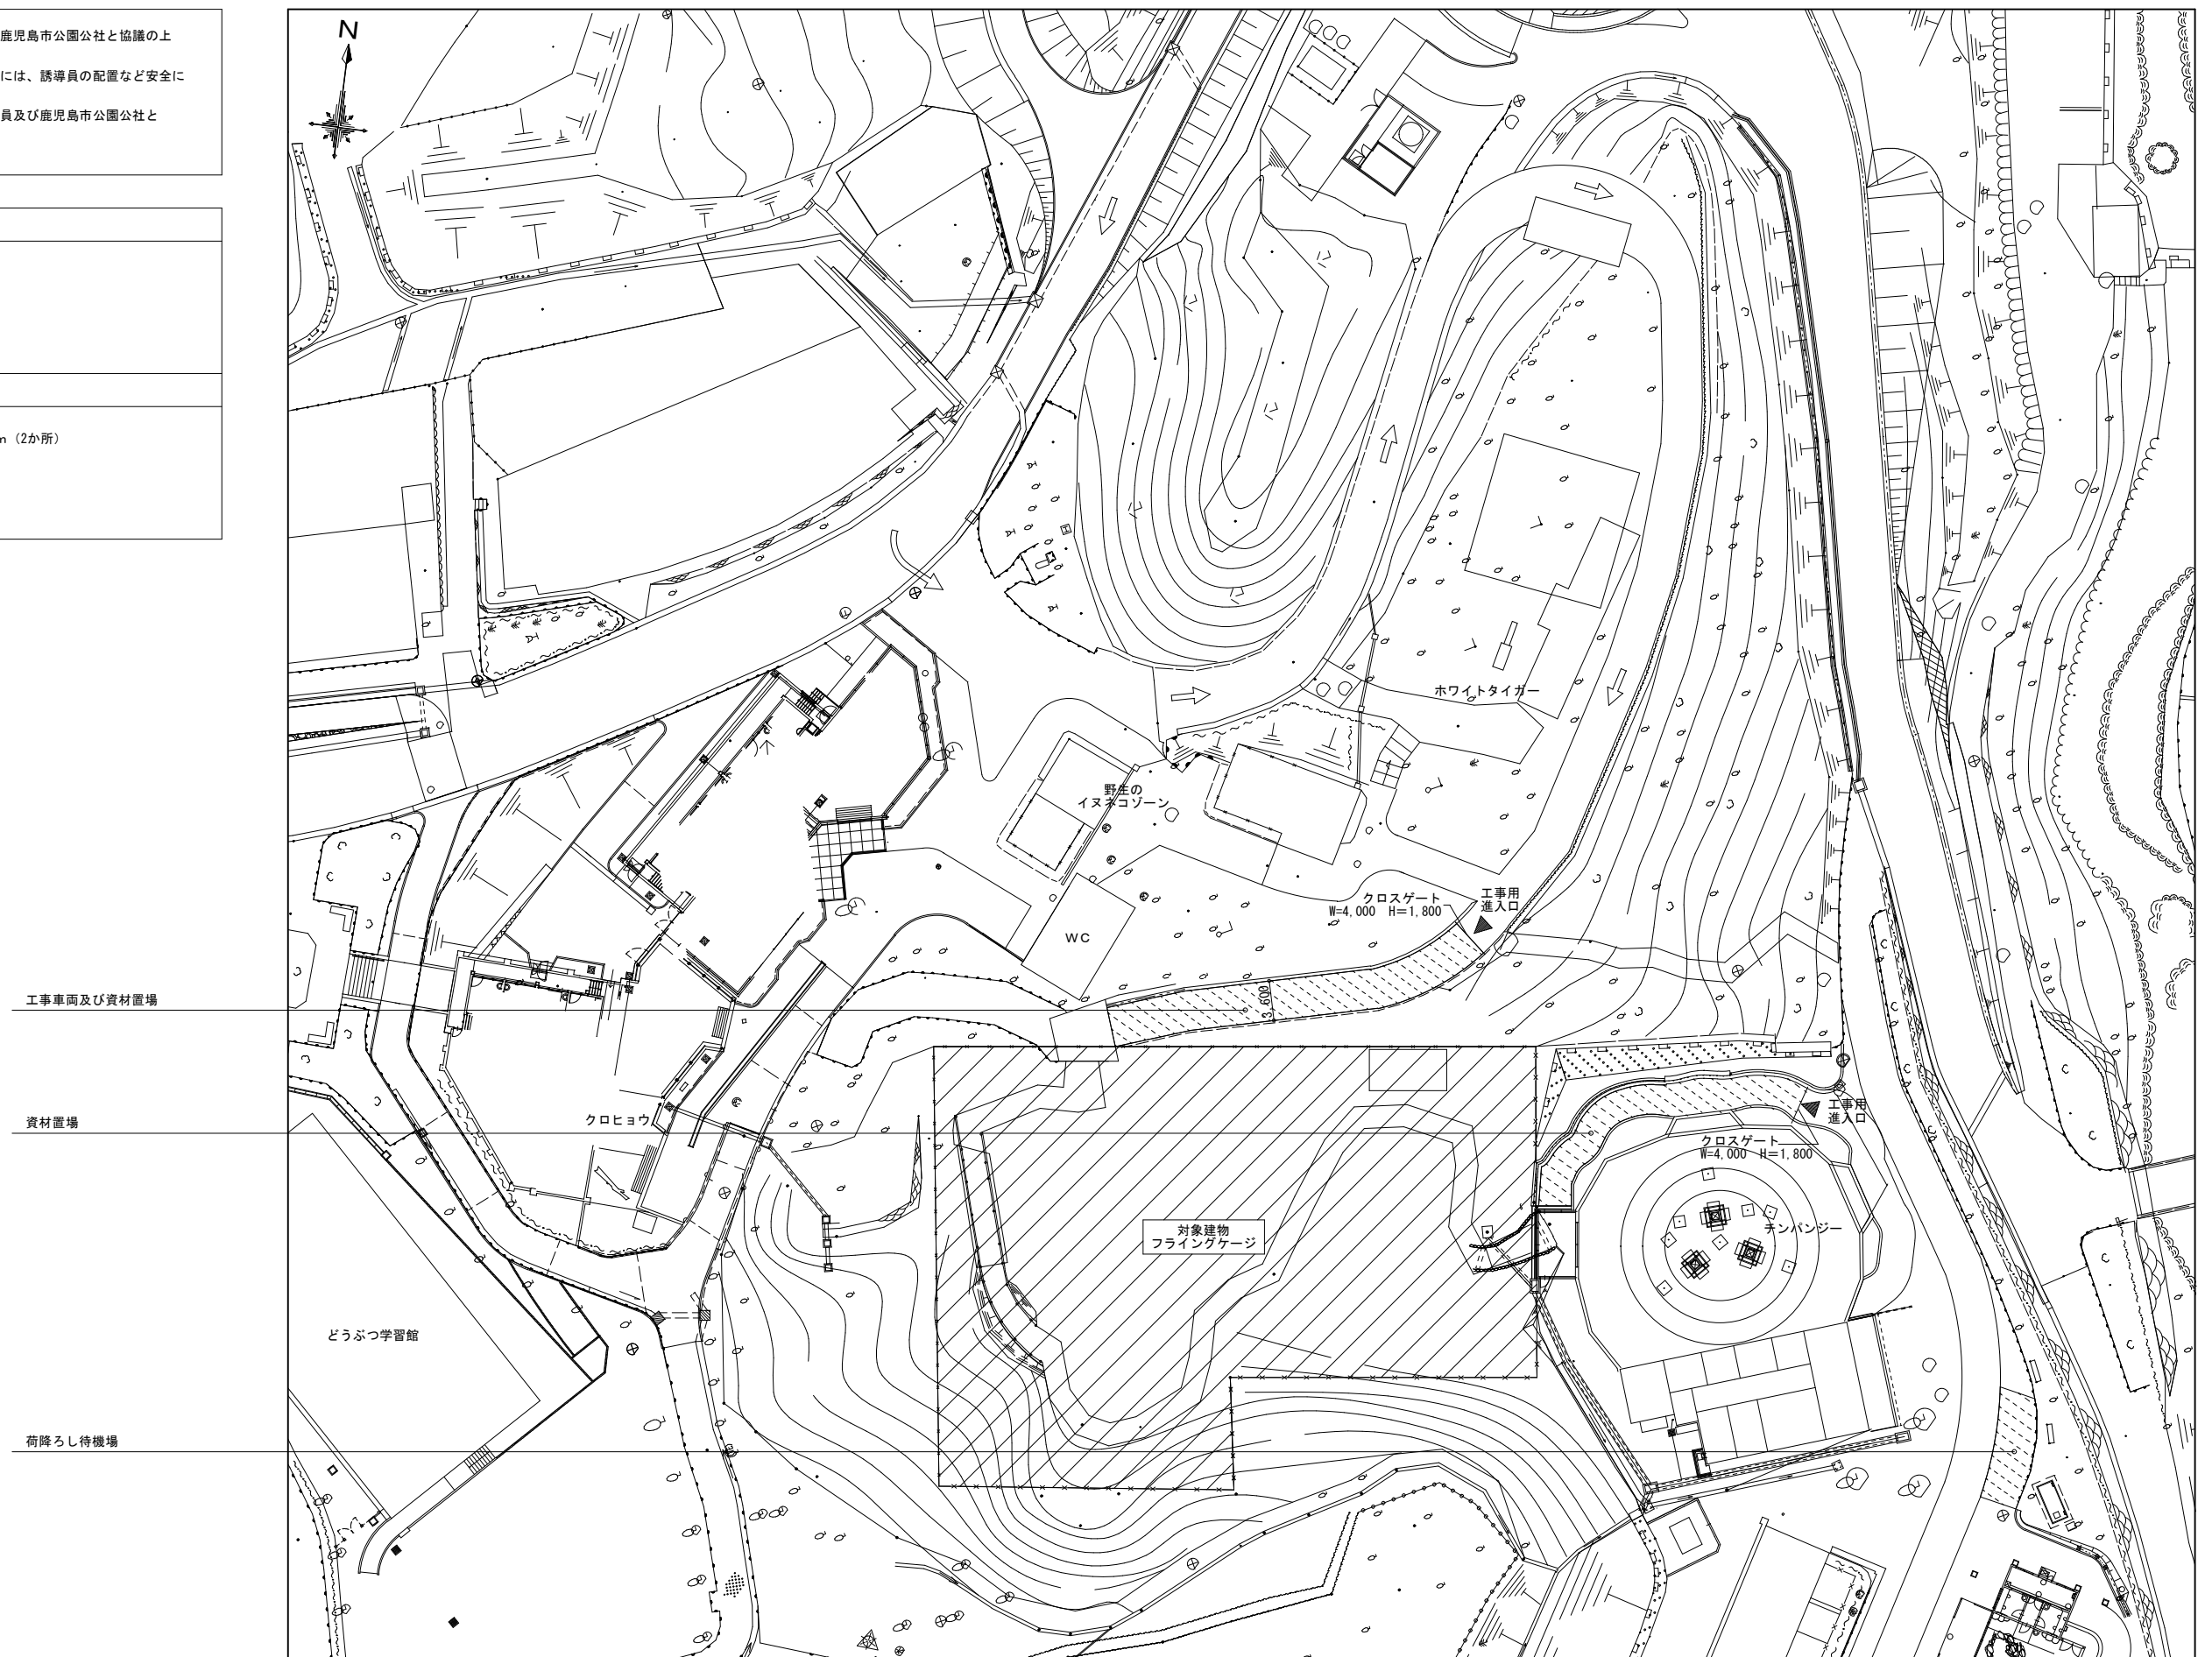 鹿児島市公園公社と協議の上
には、誘導員の配置など安全に
員及び鹿児島市公園公社と
m（2か所）
N
ホワイトタイガー
野生の
イヌネコゾーン
クロスゲート
W=4,000 H=1,800
工事用
進入口
WC
3,600
工事車両及び資材置場
資材置場
クロヒョウ
工事用
進入口
クロスゲート
W=4,000 H=1,800
チンパンジー
対象建物
フライングケージ
どうぶつ学習館
荷降ろし待機場